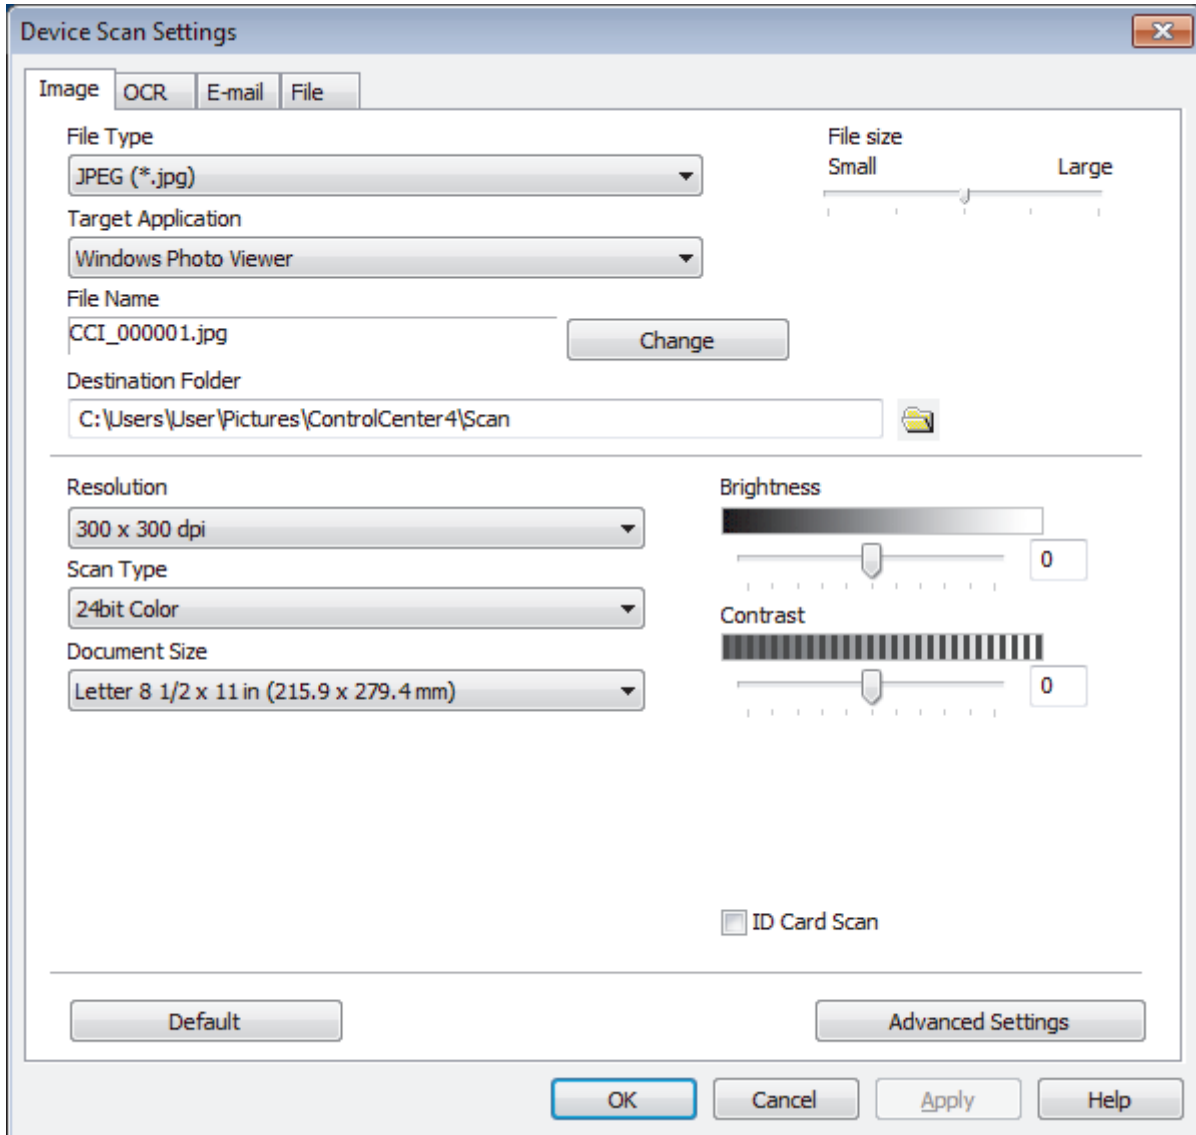 Device Scan Settings
Image OCR E-mail File
File Type
JPEG (*.jpg)
File size
Small Large
Target Application
Windows Photo Viewer
File Name
CCI_000001.jpg
Change
Destination Folder
C:\Users\User\Pictures\ControlCenter4\Scan
Resolution
300 x 300 dpi
Scan Type
24bit Color
Document Size
Letter 8 1/2 x 11 in (215.9 x 279.4 mm)
Brightness
0
Contrast
0
ID Card Scan
Default
Advanced Settings
OK Cancel Apply Help